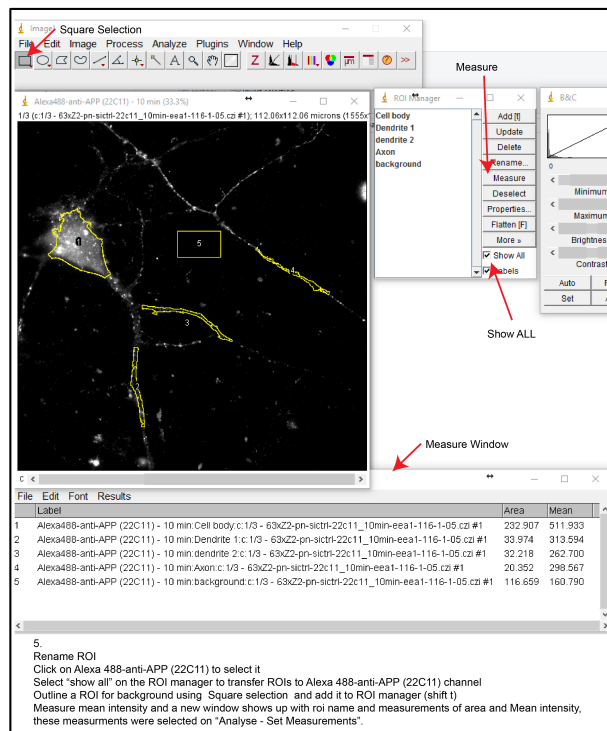 ImageJ
Square Selection
File Edit Image Process Analyze Plugins Window Help
A
Z
μm
>>
Measure
Alexa488-anti-APP (22C11) - 10 min (33.3%)
1/3 (c:1/3 - 63xZ2-pn-sictrl-22c11_10min-eea1-116-1-05.czi #1); 112.06x112.06 microns (1555x
5
4
3
2
c
ROI Manager
Cell body
Dendrite 1
dendrite 2
Axon
background
Add [t]
Update
Delete
Rename...
Measure
Deselect
Properties...
Flatten [F]
More »
Show All
Labels
B&C
0
Minimum
Maximum
Brightness
Contrast
Auto
Set
Show ALL
Measure Window
File Edit Font Results
Label Area Mean
1 Alexa488-anti-APP (22C11) - 10 min:Cell body:c:1/3 - 63xZ2-pn-sictrl-22c11_10min-eea1-116-1-05.czi #1 232.907 511.933
2 Alexa488-anti-APP (22C11) - 10 min:Dendrite 1:c:1/3 - 63xZ2-pn-sictrl-22c11_10min-eea1-116-1-05.czi #1 33.974 313.594
3 Alexa488-anti-APP (22C11) - 10 min:dendrite 2:c:1/3 - 63xZ2-pn-sictrl-22c11_10min-eea1-116-1-05.czi #1 32.218 262.700
4 Alexa488-anti-APP (22C11) - 10 min:Axon:c:1/3 - 63xZ2-pn-sictrl-22c11_10min-eea1-116-1-05.czi #1 20.352 298.567
5 Alexa488-anti-APP (22C11) - 10 min:background:c:1/3 - 63xZ2-pn-sictrl-22c11_10min-eea1-116-1-05.czi #1 116.659 160.790
5.
Rename ROI
Click on Alexa 488-anti-APP (22C11) to select it
Select “show all” on the ROI manager to transfer ROIs to Alexa 488-anti-APP (22C11) channel
Outline a ROI for background using Square selection and add it to ROI manager (shift t)
Measure mean intensity and a new window shows up with roi name and measurements of area and Mean intensity,
these measurments were selected on “Analyse - Set Measurements”.